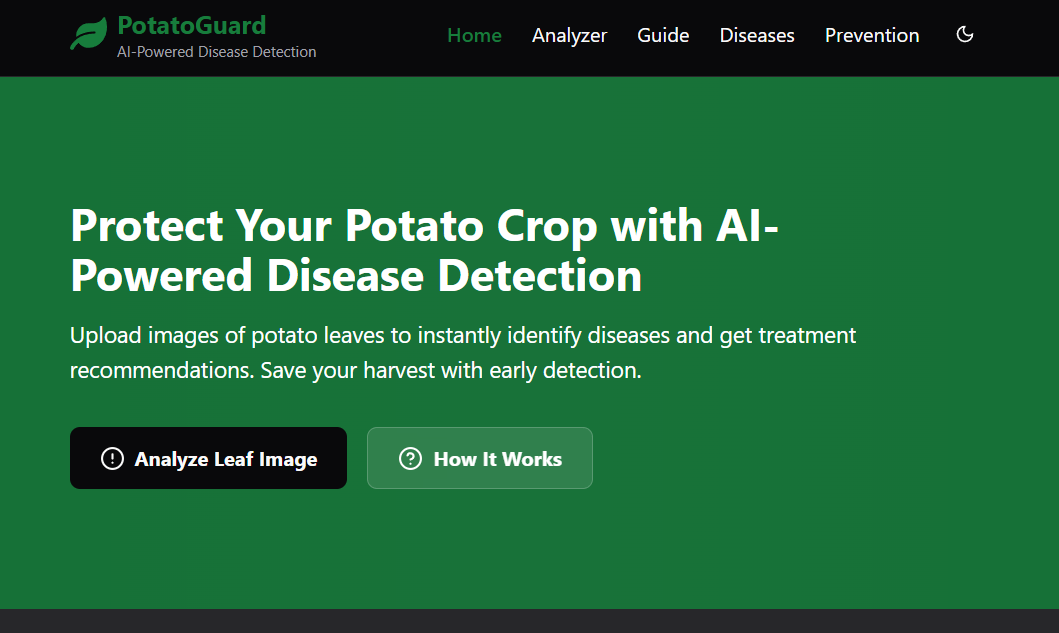 PotatoGuard
AI-Powered Disease Detection
Home Analyzer Guide Diseases Prevention
Protect Your Potato Crop with AI-
Powered Disease Detection
Upload images of potato leaves to instantly identify diseases and get treatment
recommendations. Save your harvest with early detection.
Analyze Leaf Image
How It Works